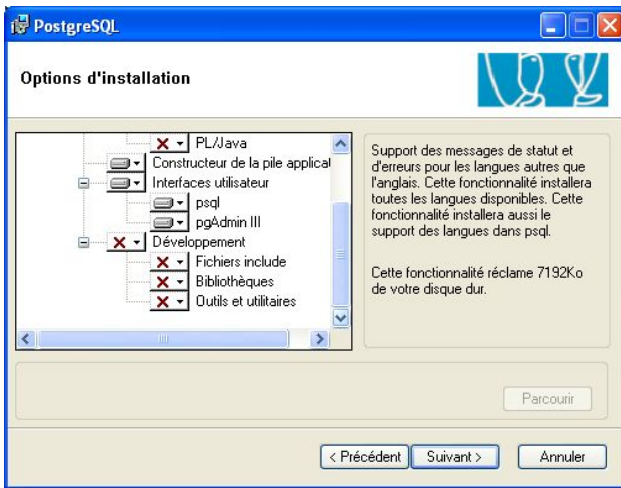 PostgreSQL
Options d'installation
PL/Java
Constructeur de la pile applicat
Interfaces utilisateur
psql
pgAdmin III
Développement
Fichiers include
Bibliothèques
Outils et utilitaires
Support des messages de statut et
d'erreurs pour les langues autres que
l'anglais. Cette fonctionnalité installera
toutes les langues disponibles. Cette
fonctionnalité installera aussi le
support des langues dans psql.
Cette fonctionnalité réclame 7192Ko
de votre disque dur.
Parcourir
< Précédent
Suivant >
Annuler